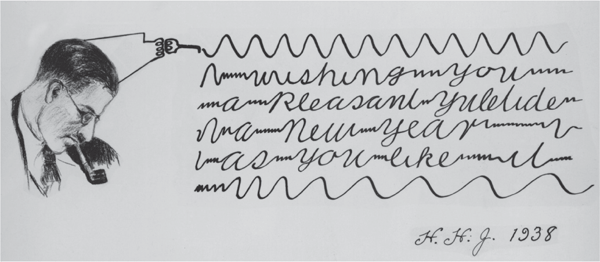 wishing you
a pleasant yuletide
a new year
as you like it
H. H. J. 1938